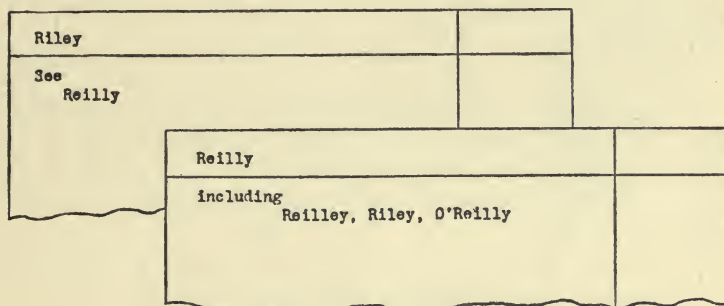 Riley
See
Reilly
Reilly
including
Reilley, Riley, O'Reilly